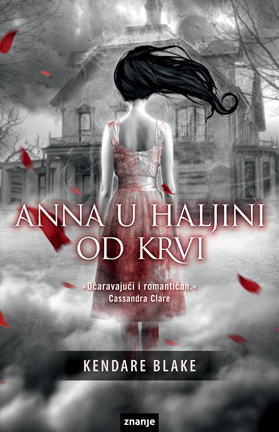 ANNA U HALJINI
OD KRVI
»Očaravajući i romantičan.«
Cassandra Clare
KENDARE BLAKE
znanje